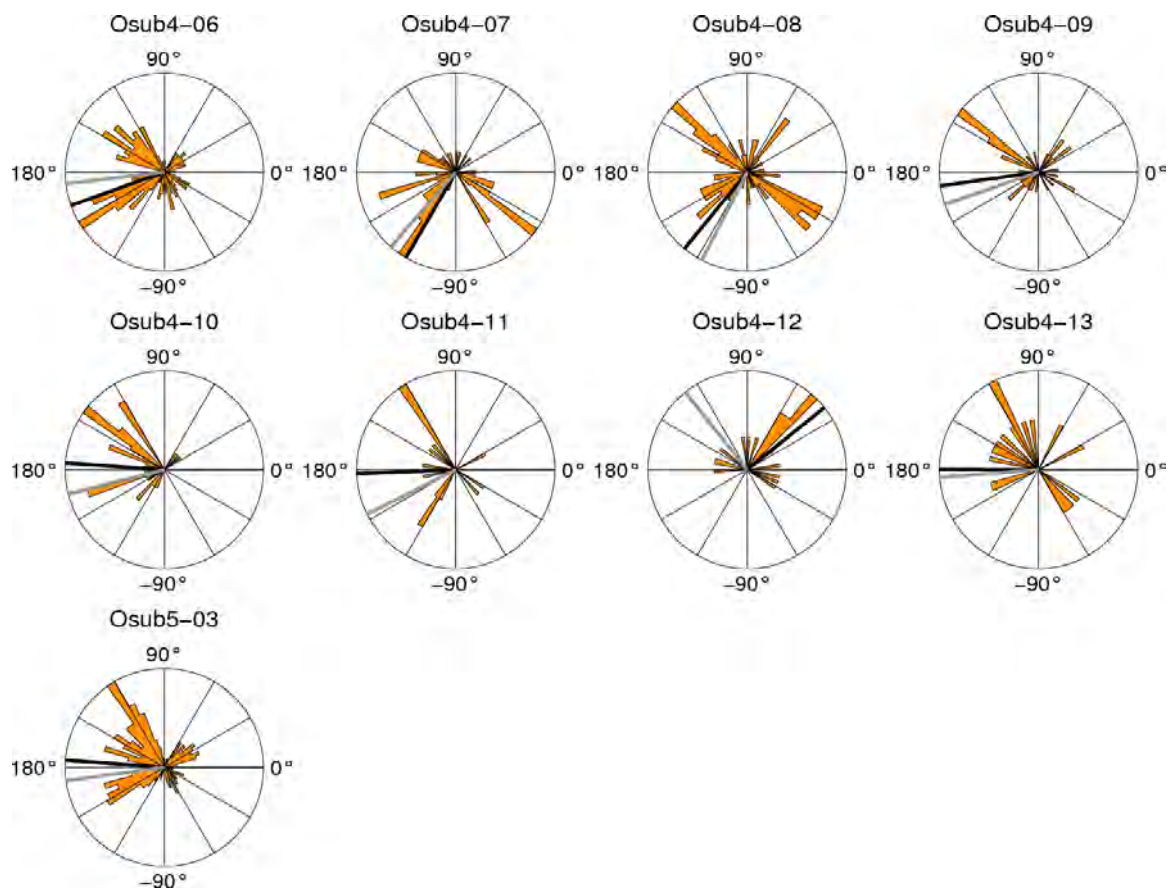 Osub4-06 Osub4-07 Osub4-08 Osub4-09
90° 90° 90° 90°
180° 0° 180° 0° 180° 0° 180° 0°
−90° −90° −90° −90°
Osub4-10 Osub4-11 Osub4-12 Osub4-13
90° 90° 90° 90°
180° 0° 180° 0° 180° 0° 180° 0°
−90° −90° −90° −90°
Osub5-03
90°
180° 0°
−90°